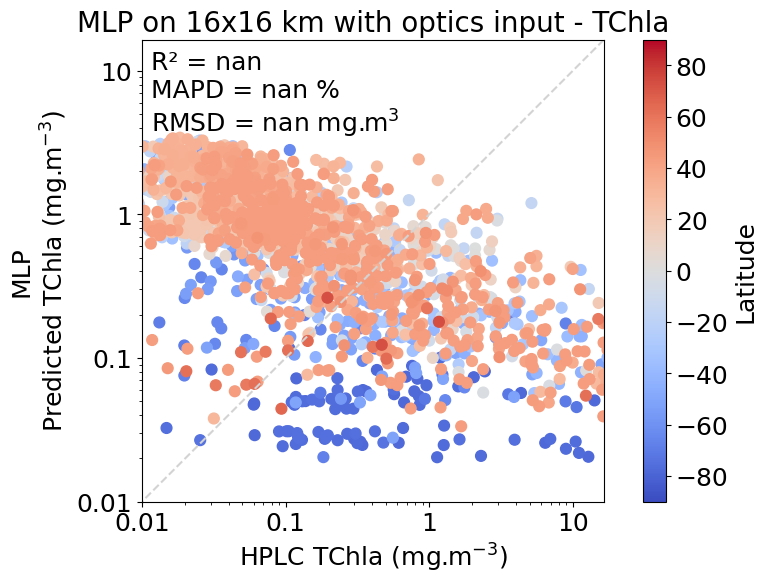 MLP on 16x16 km with optics input - TChla
R² = nan
MAPD = nan %
RMSD = nan mg.m³
MLP
Predicted TChla (mg.m⁻³)
10
1
0.1
0.01
0.01
0.1
1
10
HPLC TChla (mg.m⁻³)
80
60
40
20
0
−20
−40
−60
−80
Latitude